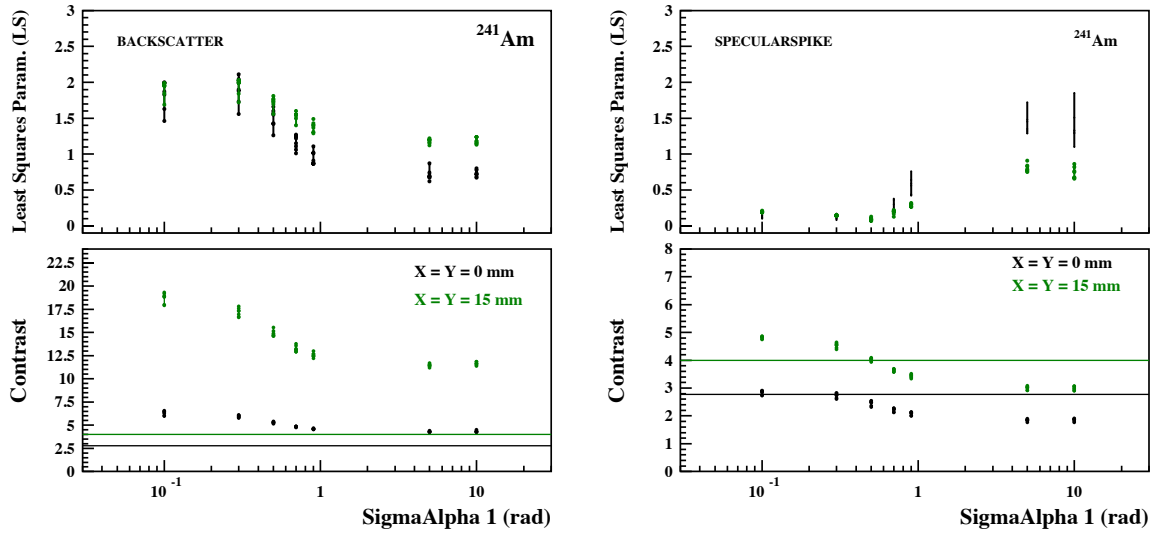 BACKSCATTER
241Am
Least Squares Param. (LS)
3
2.5
2
1.5
1
0.5
0
X = Y = 0 mm
X = Y = 15 mm
Contrast
22.5
20
17.5
15
12.5
10
7.5
5
2.5
0
10-1
1
10
SigmaAlpha 1 (rad)
SPECULARSPIKE
241Am
Least Squares Param. (LS)
3
2.5
2
1.5
1
0.5
0
X = Y = 0 mm
X = Y = 15 mm
Contrast
8
7
6
5
4
3
2
1
0
10-1
1
10
SigmaAlpha 1 (rad)